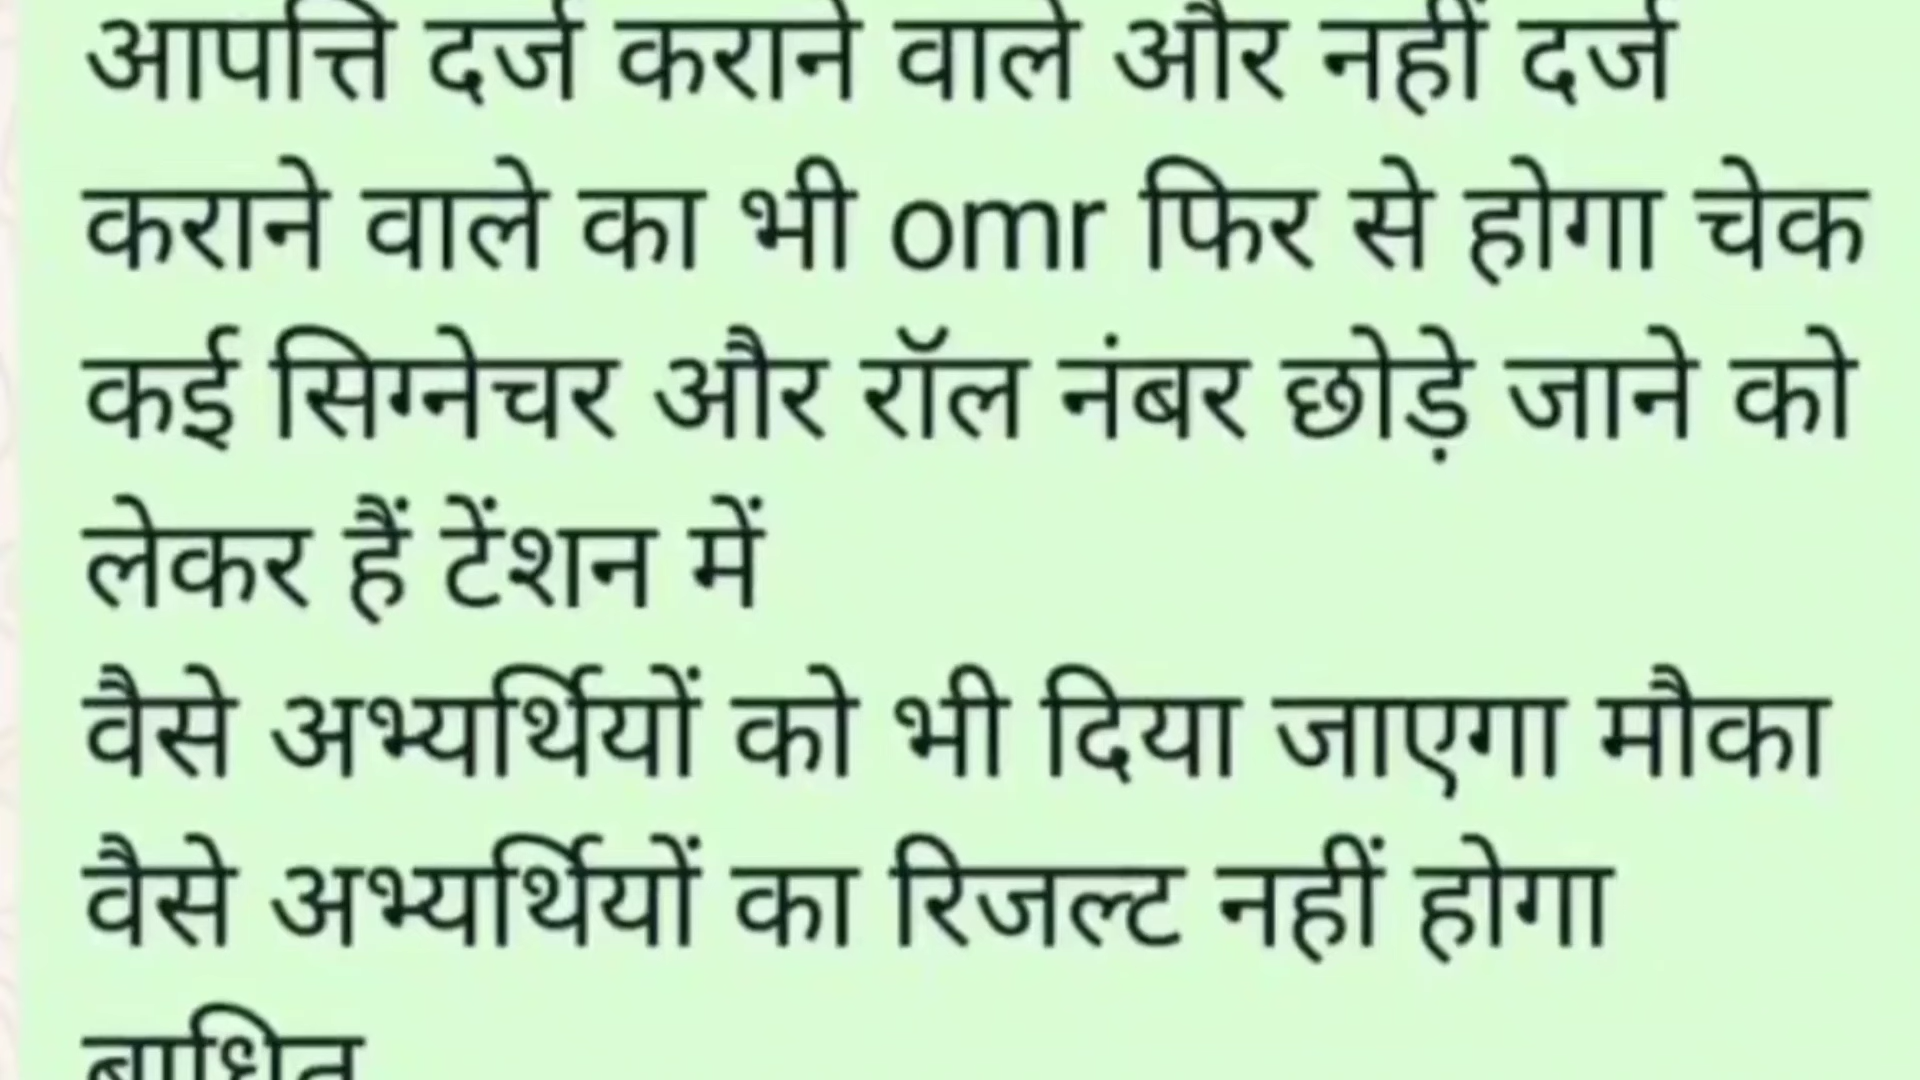 आपत्ति दर्ज कराने वाले और नहीं दर्ज
कराने वाले का भी omr फिर से होगा चेक
कई सिग्नेचर और रॉल नंबर छोड़े जाने को
लेकर हैं टेंशन में
वैसे अभ्यर्थियों को भी दिया जाएगा मौका
वैसे अभ्यर्थियों का रिजल्ट नहीं होगा
बाधित